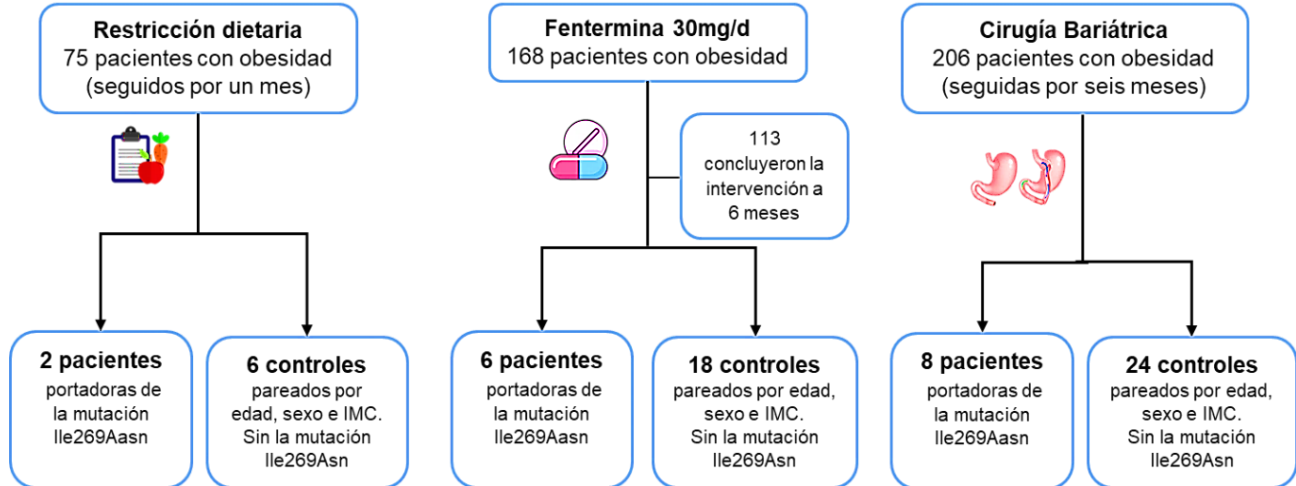 Restricción dietaria
75 pacientes con obesidad
(seguidos por un mes)
Fentermina 30mg/d
168 pacientes con obesidad
Cirugía Bariátrica
206 pacientes con obesidad
(seguidas por seis meses)
113
concluyeron la
intervención a
6 meses
2 pacientes
portadoras de
la mutación
Ile269Aasn
6 controles
pareados por
edad, sexo e IMC.
Sin la mutación
Ile269Asn
6 pacientes
portadoras de
la mutación
Ile269Aasn
18 controles
pareados por edad,
sexo e IMC.
Sin la mutación
Ile269Asn
8 pacientes
portadoras de
la mutación
Ile269Aasn
24 controles
pareados por edad,
sexo e IMC.
Sin la mutación
Ile269Asn